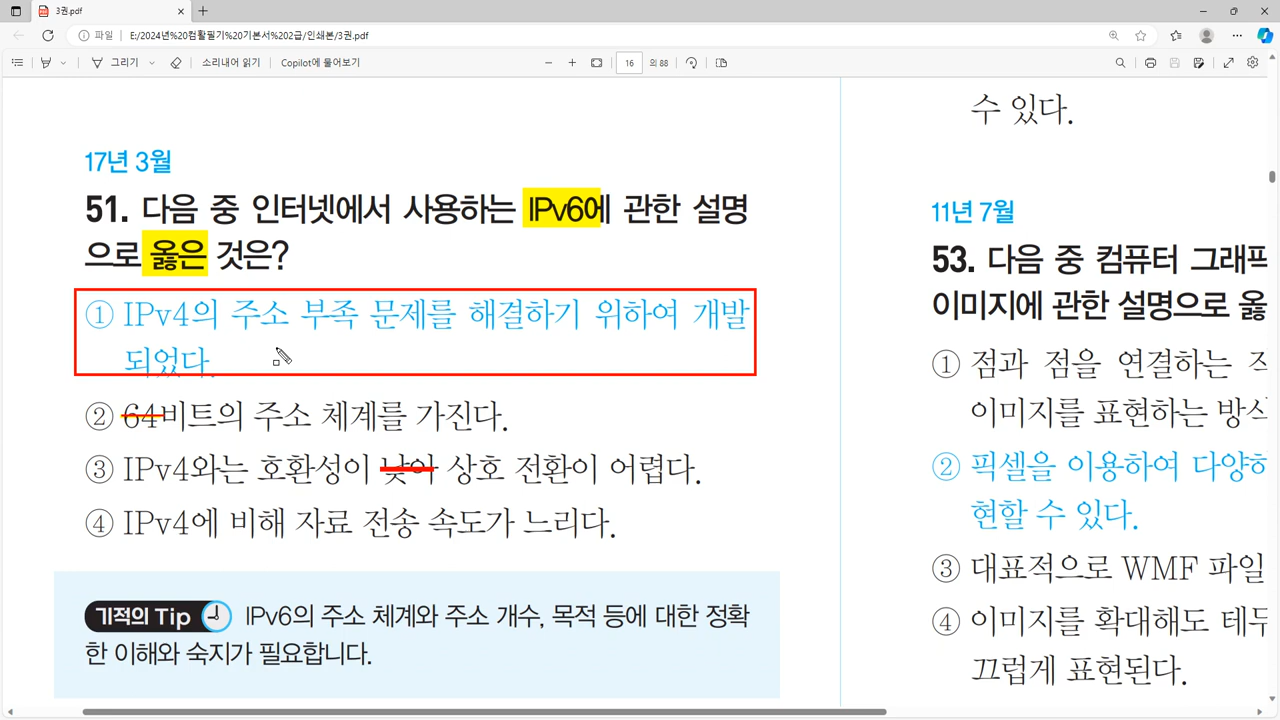 3권.pdf
파일
E:/2024년%20컴활필기%20기본서%202급/인쇄본/3권.pdf
그리기
소리내어 읽기
Copilot에 물어보기
16
의 88
17년 3월
51. 다음 중 인터넷에서 사용하는 IPv6에 관한 설명
으로 옳은 것은?
① IPv4의 주소 부족 문제를 해결하기 위하여 개발
되었다.
② 64비트의 주소 체계를 가진다.
③ IPv4와는 호환성이 낮아 상호 전환이 어렵다.
④ IPv4에 비해 자료 전송 속도가 느리다.
기적의 Tip IPv6의 주소 체계와 주소 개수, 목적 등에 대한 정확
한 이해와 숙지가 필요합니다.
수 있다.
11년 7월
53. 다음 중 컴퓨터 그래픽
이미지에 관한 설명으로 옳
① 점과 점을 연결하는
이미지를 표현하는 방식
② 픽셀을 이용하여 다양하
현할 수 있다.
③ 대표적으로 WMF 파일
④ 이미지를 확대해도 테두
끄럽게 표현된다.